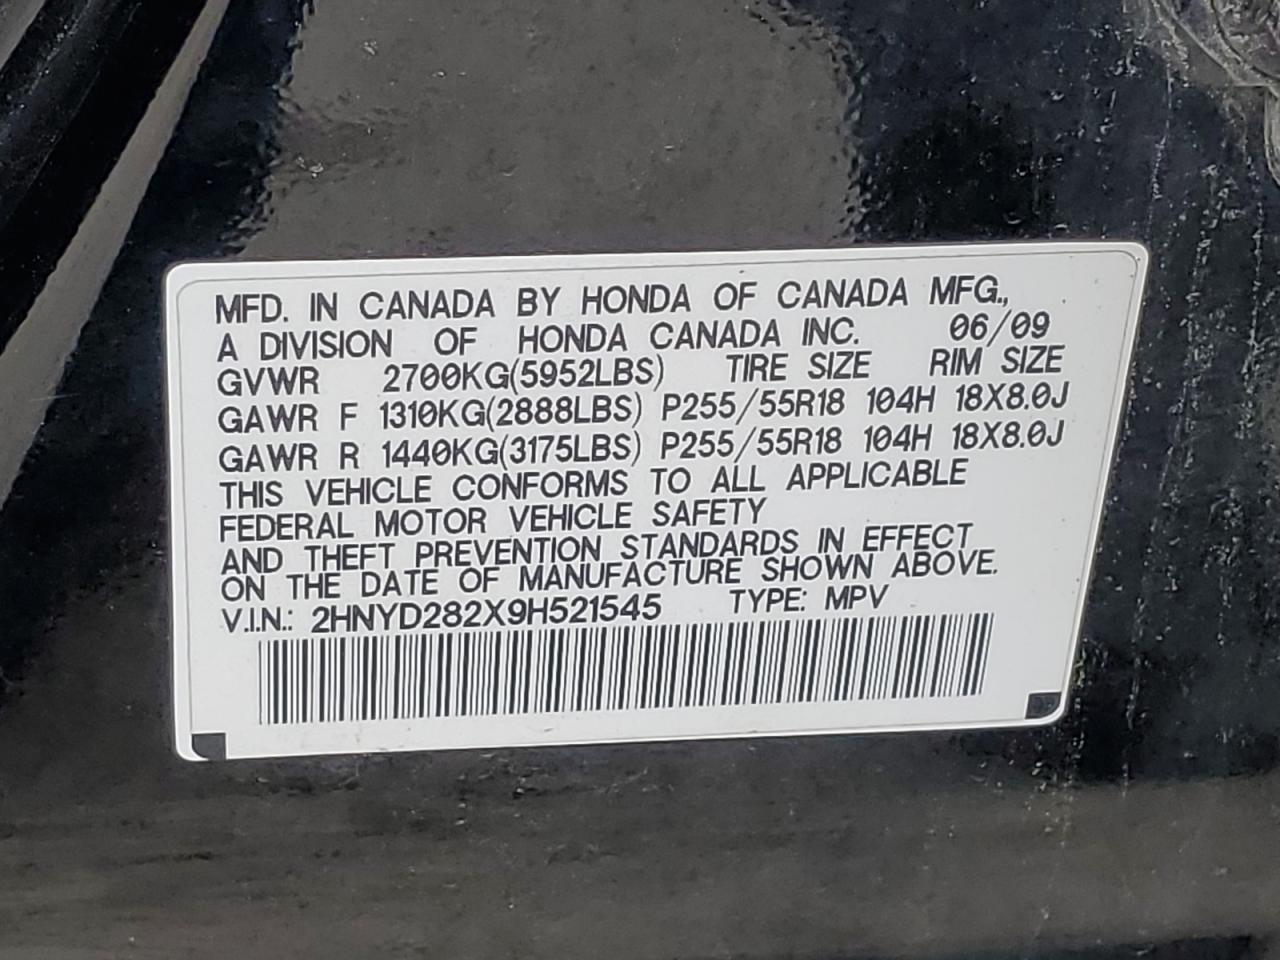 MFD. IN CANADA BY HONDA OF CANADA MFG.,
A DIVISION OF HONDA CANADA INC. 06/09
GVWR 2700KG(5952LBS) TIRE SIZE RIM SIZE
GAWR F 1310KG(2888LBS) P255/55R18 104H 18X8.0J
GAWR R 1440KG(3175LBS) P255/55R18 104H 18X8.0J
THIS VEHICLE CONFORMS TO ALL APPLICABLE
FEDERAL MOTOR VEHICLE SAFETY
AND THEFT PREVENTION STANDARDS IN EFFECT
ON THE DATE OF MANUFACTURE SHOWN ABOVE.
V.I.N.: 2HNYD282X9H521545 TYPE: MPV